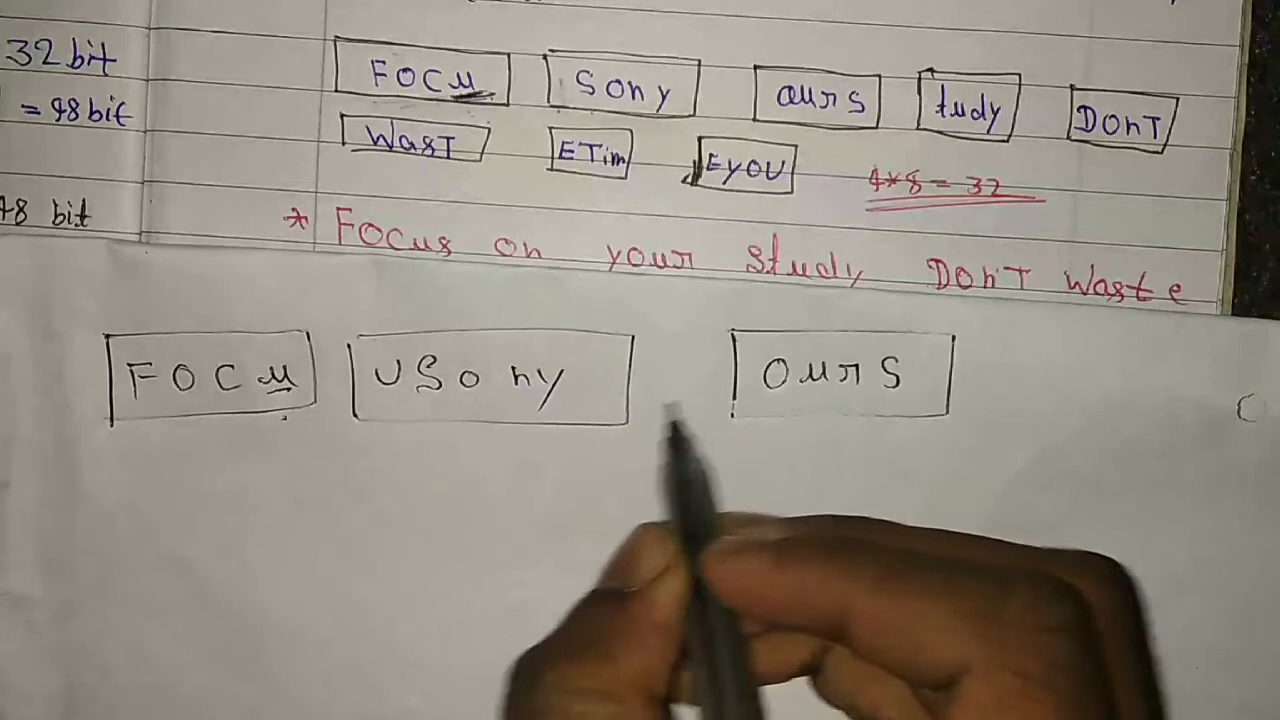 32 bit FOCU Sony ours tudy DOnT
= 48 bit WasT ETim EYOU 4*8 = 32
48 bit * Focus on your study DOnT waste
FOCU USony OurS